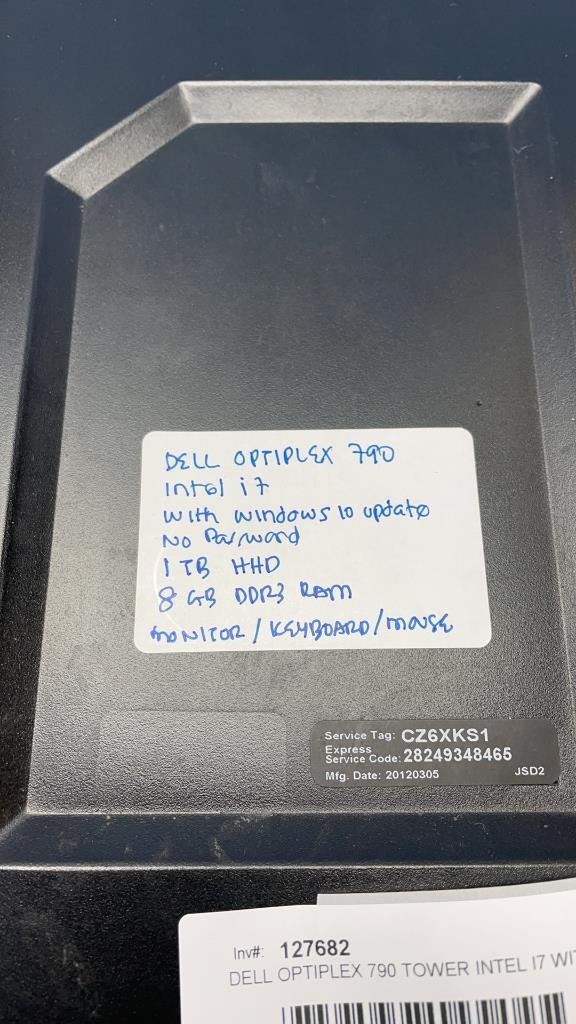 DELL OPTIPLEX 790
Intel i7
With windows 10 update
No Password
1 TB HHD
8 GB DDR3 RAM
MONITOR / KEYBOARD / MOUSE
Service Tag: CZ6XKS1
Express
Service Code: 28249348465
Mfg. Date: 20120305 JSD2
Inv#: 127682
DELL OPTIPLEX 790 TOWER INTEL I7 WIT